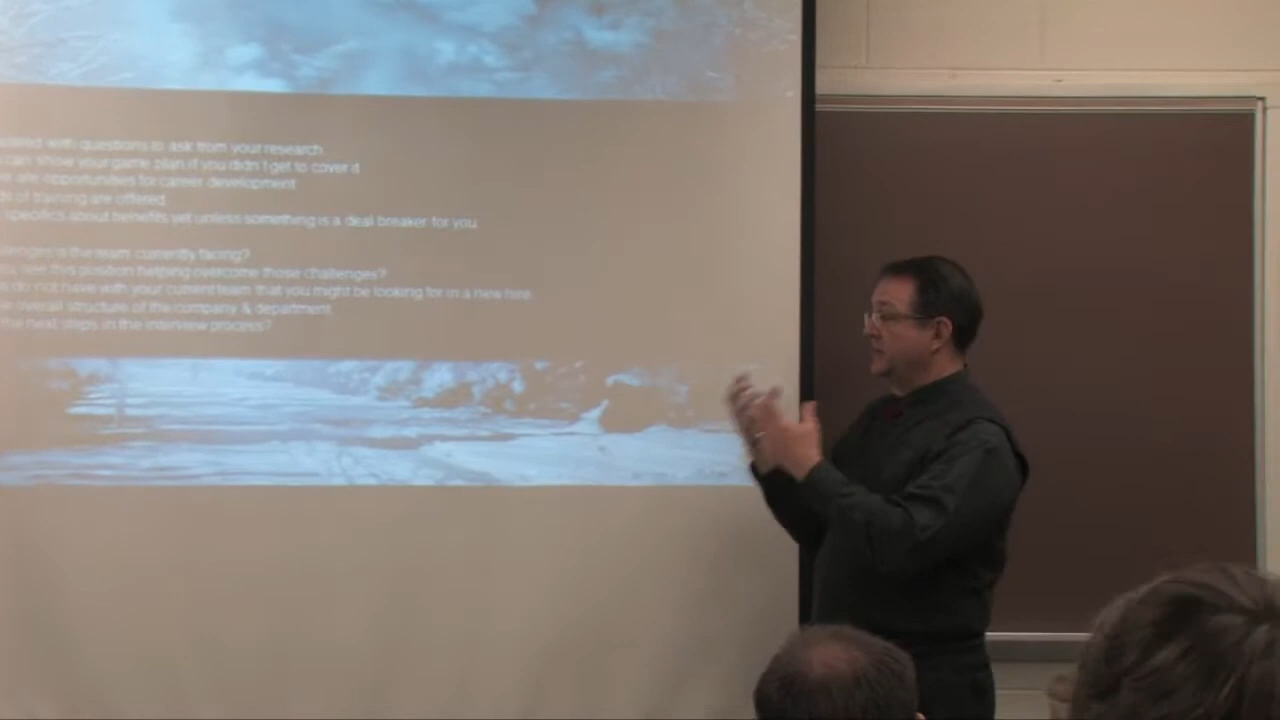 with questions to ask from your research.
can show your game plan if you didn't get to cover it
are opportunities for career development
of training are offered.
specifics about benefits yet unless something is a deal breaker for you.
is the team currently facing?
see this position helping overcome those challenges?
do not have with your current team that you might be looking for in a new hire.
overall structure of the company & department.
the next steps in the interview process?